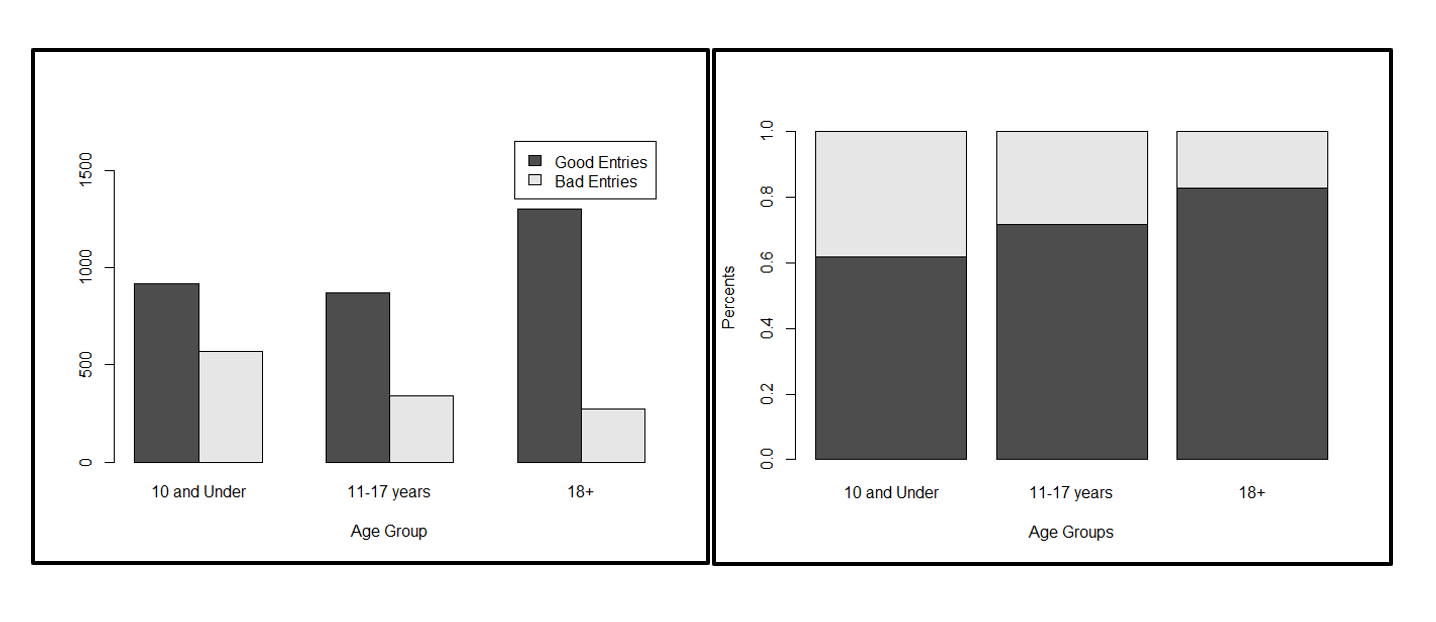 1500
1000
500
0
Good Entries
Bad Entries
10 and Under
11-17 years
18+
Age Group
Percents
1.0
0.8
0.6
0.4
0.2
0.0
10 and Under
11-17 years
18+
Age Groups